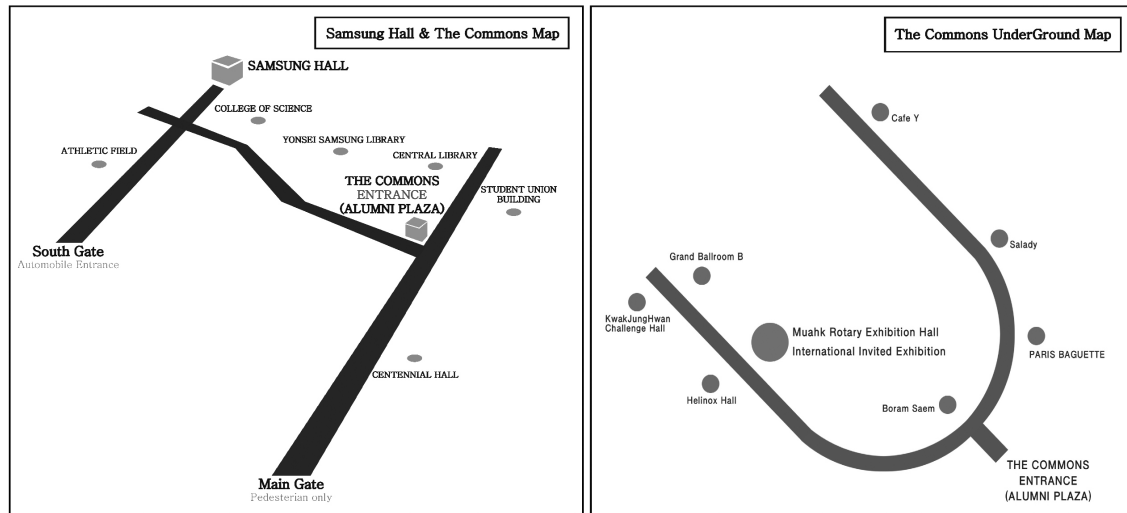 Samsung Hall & The Commons Map
SAMSUNG HALL
COLLEGE OF SCIENCE
YONSEI SAMSUNG LIBRARY
ATHLETIC FIELD
CENTRAL LIBRARY
THE COMMONS
ENTRANCE
(ALUMNI PLAZA)
STUDENT UNION
BUILDING
South Gate
Automobile Entrance
CENTENNIAL HALL
Main Gate
Pedesterian only
The Commons UnderGround Map
Cafe Y
Salady
Grand Ballroom B
KwakJungHwan
Challenge Hall
Muahk Rotary Exhibition Hall
International Invited Exhibition
PARIS BAGUETTE
Helinox Hall
Boram Saem
THE COMMONS
ENTRANCE
(ALUMNI PLAZA)